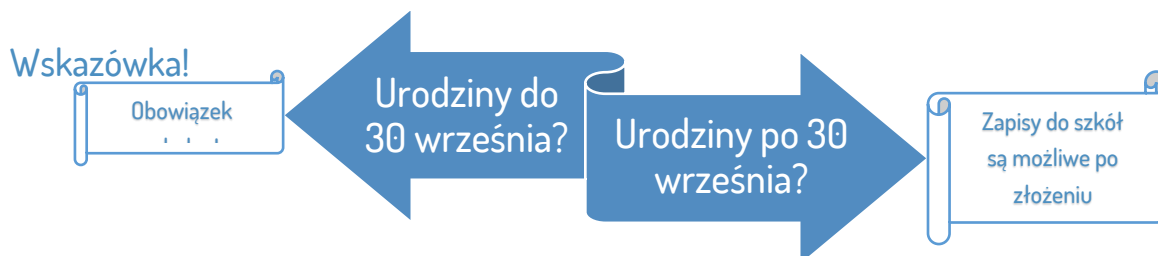 Wskazówka!
Obowiązek
Urodziny do
30 września?
Urodziny po 30
września?
Zapisy do szkół
są możliwe po
złożeniu